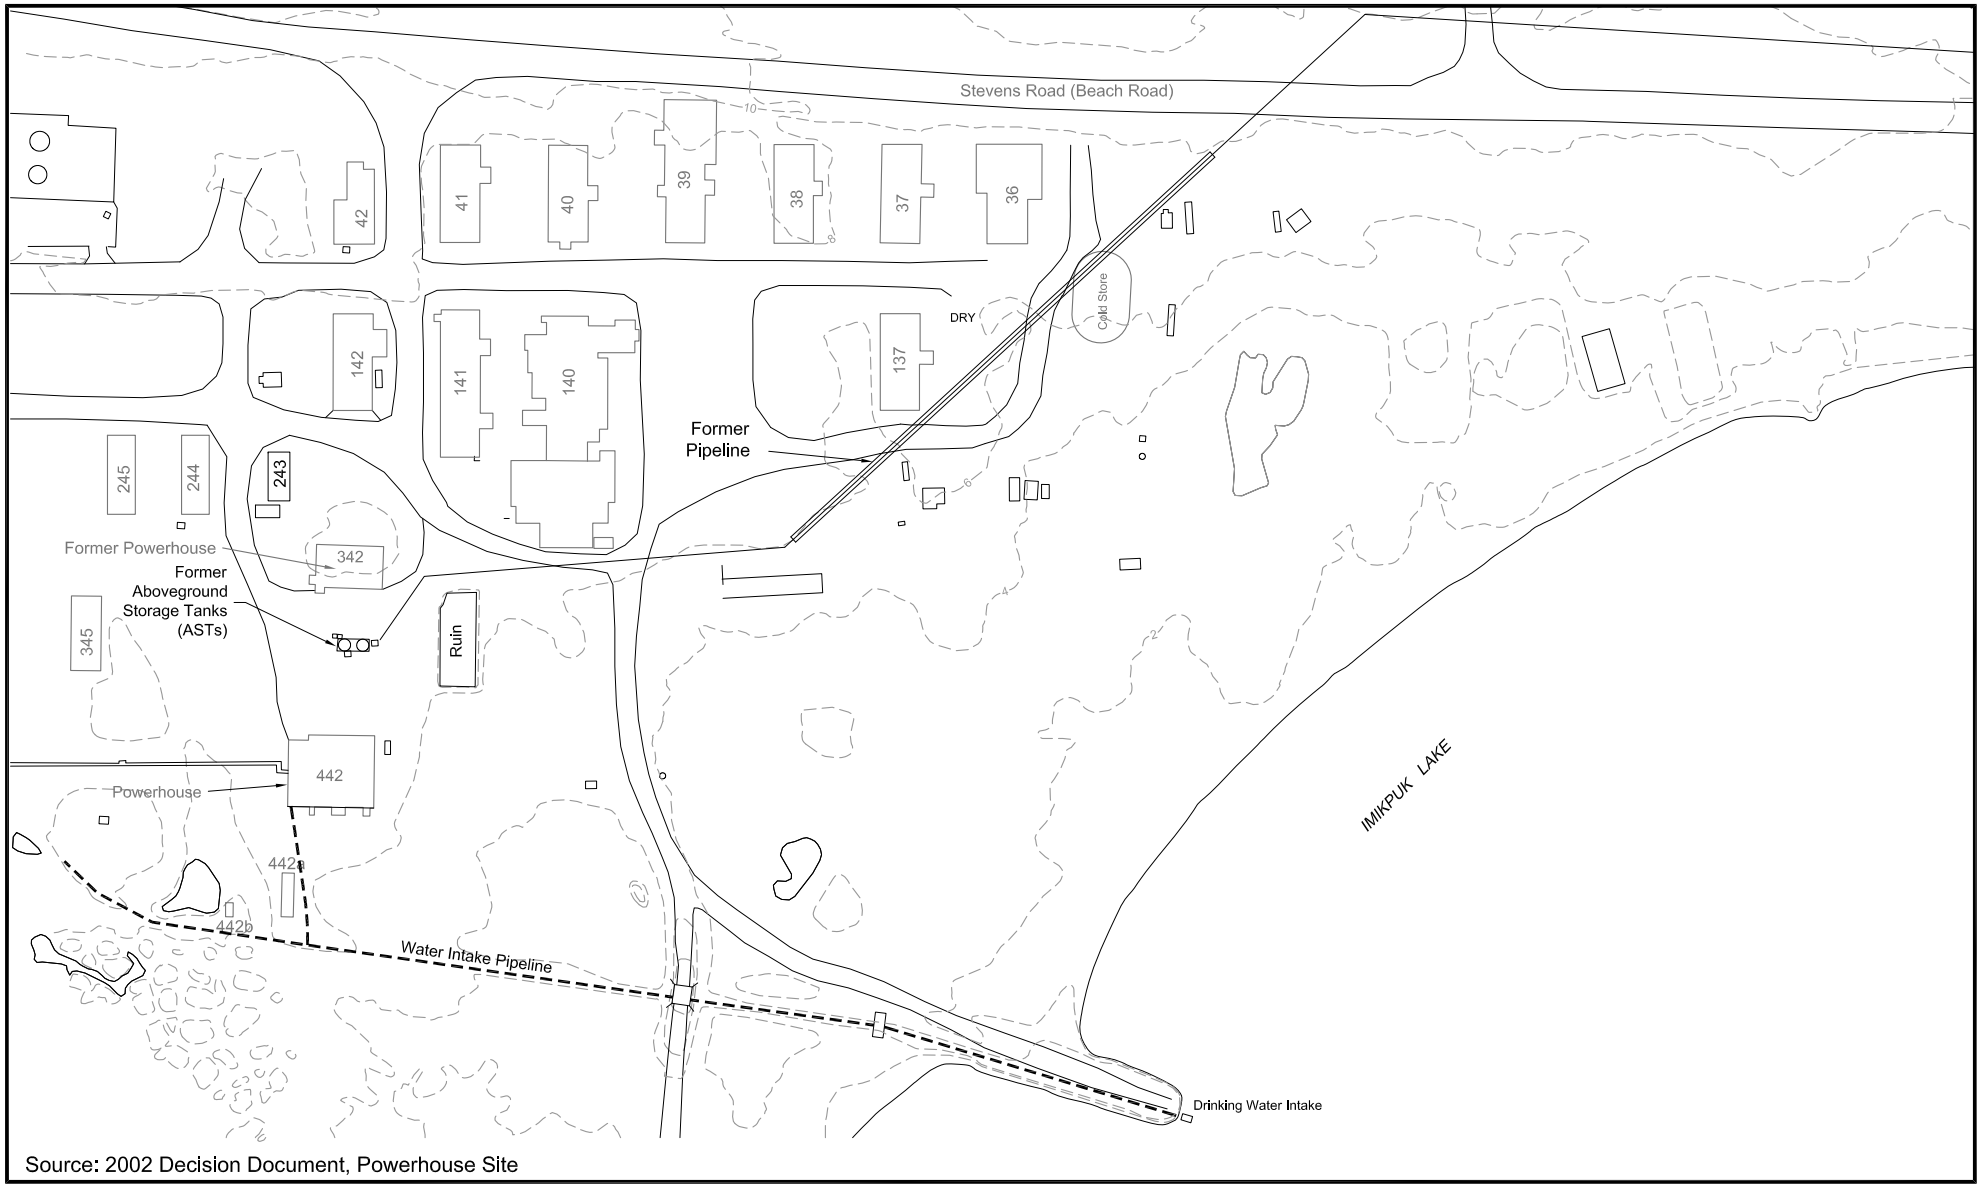 Stevens Road (Beach Road)
10
42
41
40
39
38
37
36
8
Cold Store
DRY
142
141
140
137
Former
Pipeline
245
244
243
6
Former Powerhouse
342
Former
Aboveground
Storage Tanks
(ASTs)
345
Ruin
4
2
442
Powerhouse
IMIKPUK LAKE
442a
442b
Water Intake Pipeline
Drinking Water Intake
Source: 2002 Decision Document, Powerhouse Site